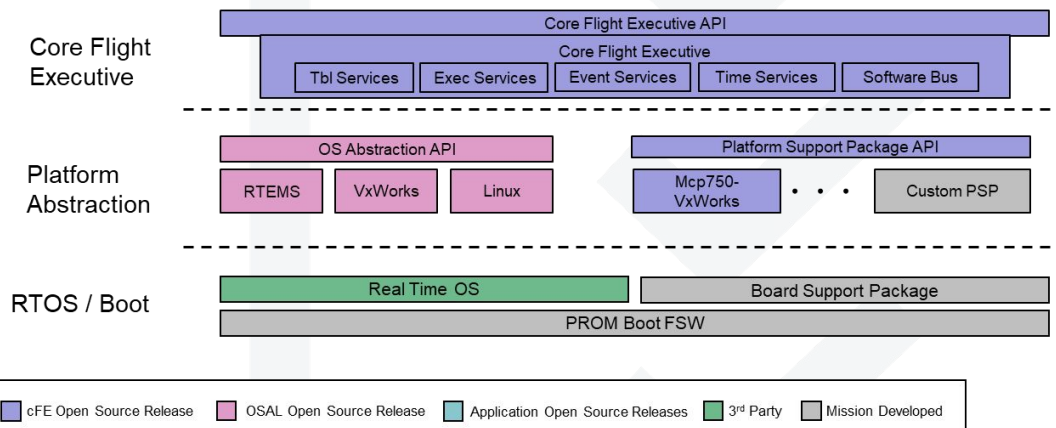 Core Flight Executive API
Core Flight
Executive
Core Flight Executive
Tbl Services
Exec Services
Event Services
Time Services
Software Bus
OS Abstraction API
Platform Support Package API
Platform
Abstraction
RTEMS
VxWorks
Linux
Mcp750-
VxWorks
• • •
Custom PSP
RTOS / Boot
Real Time OS
Board Support Package
PROM Boot FSW
cFE Open Source Release
OSAL Open Source Release
Application Open Source Releases
3rd Party
Mission Developed